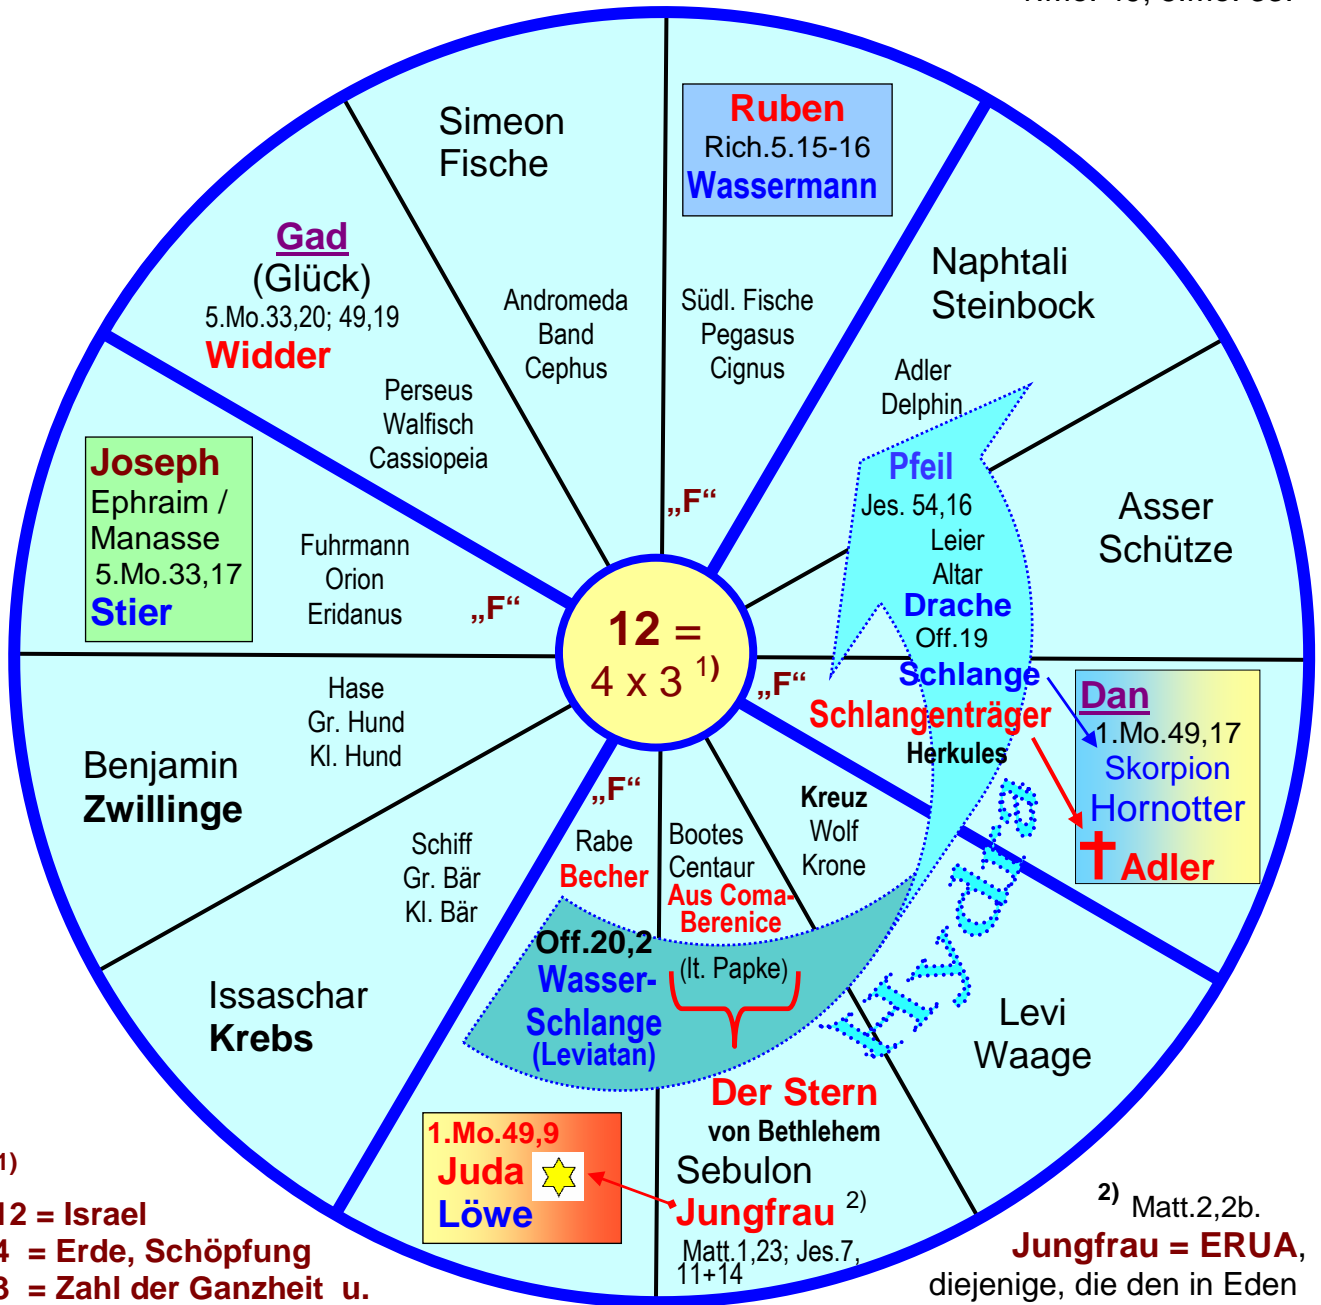 Simeon
Fische
Ruben
Rich.5.15-16
Wassermann
Gad
(Glück)
5.Mo.33,20; 49,19
Widder
Naphtali
Steinbock
Andromeda
Band
Cephus
Südl. Fische
Pegasus
Cignus
Perseus
Walfisch
Cassiopeia
Adler
Delphin
Joseph
Ephraim /
Manasse
5.Mo.33,17
Stier
Fuhrmann
Orion
Eridanus
„F“
„F“
Pfeil
Jes. 54,16
Leier
Altar
Drache
Off.19
Schlange
Schlangenträger
Herkules
Asser
Schütze
12 =
4 x 3 1)
„F“
Dan
1.Mo.49,17
Skorpion
Hornotter
Adler
Hase
Gr. Hund
Kl. Hund
Benjamin
Zwillinge
„F“
Rabe
Becher
Bootes
Centaur
Aus Coma-
Berenice
(lt. Papke)
Kreuz
Wolf
Krone
Schiff
Gr. Bär
Kl. Bär
Hydra
Off.20,2
Wasser-
Schlange
(Leviatan)
Issaschar
Krebs
Levi
Waage
Der Stern
von Bethlehem
Sebulon
Jungfrau 2)
Matt.1,23; Jes.7,
11+14
1.Mo.49,9
Juda
Löwe
1)
12 = Israel
4 = Erde, Schöpfung
3 = Zahl der Ganzheit u.
2) Matt.2,2b.
Jungfrau = ERUA,
diejenige, die den in Eden